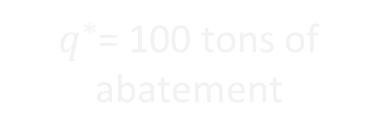 q*= 100 tons of
abatement